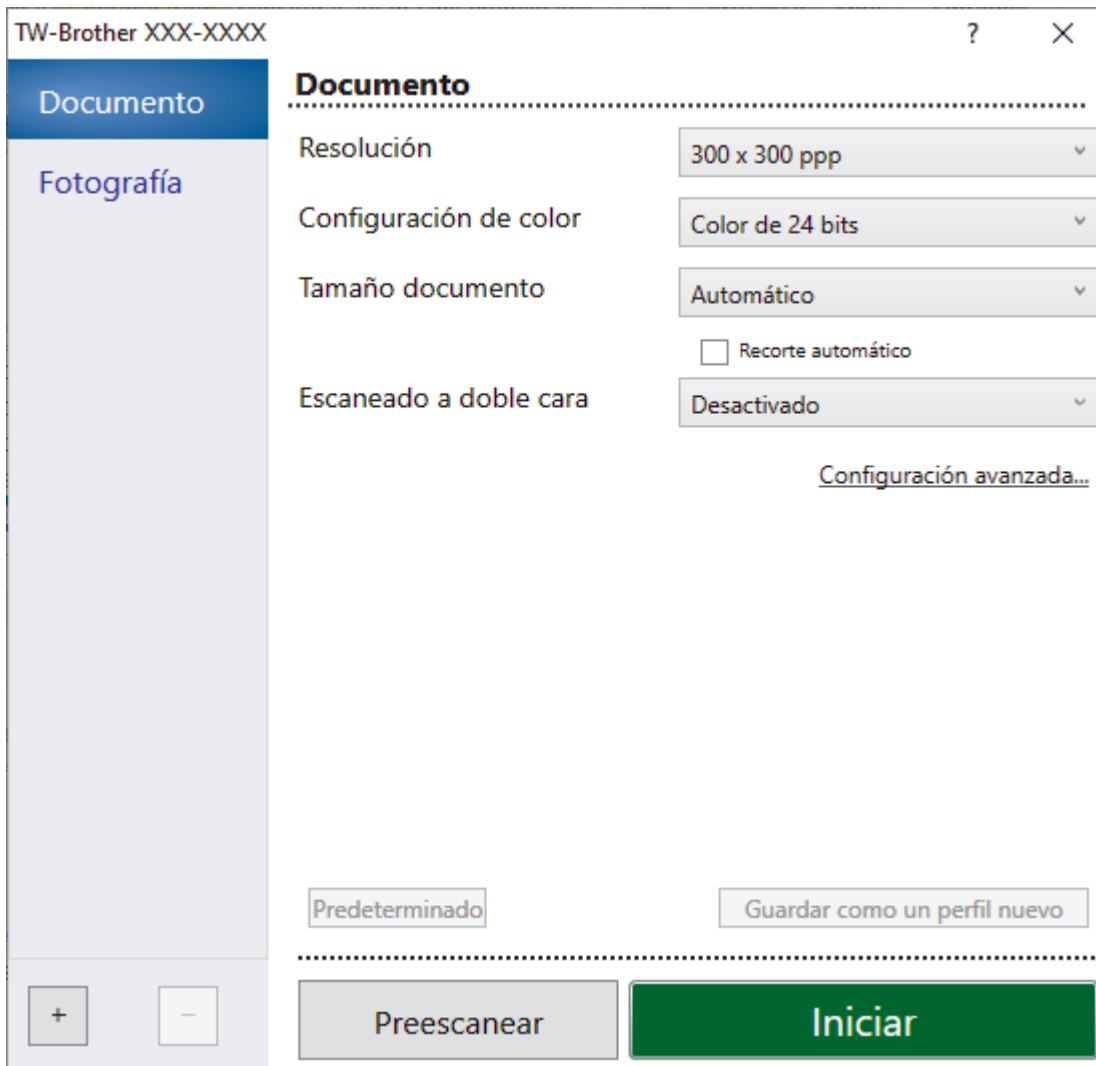 TW-Brother XXX-XXXX
?
Documento
Fotografía
Documento
Resolución
300 x 300 ppp
Configuración de color
Color de 24 bits
Tamaño documento
Automático
Recorte automático
Escaneado a doble cara
Desactivado
Configuración avanzada...
Predeterminado
Guardar como un perfil nuevo
+
−
Preescanear
Iniciar